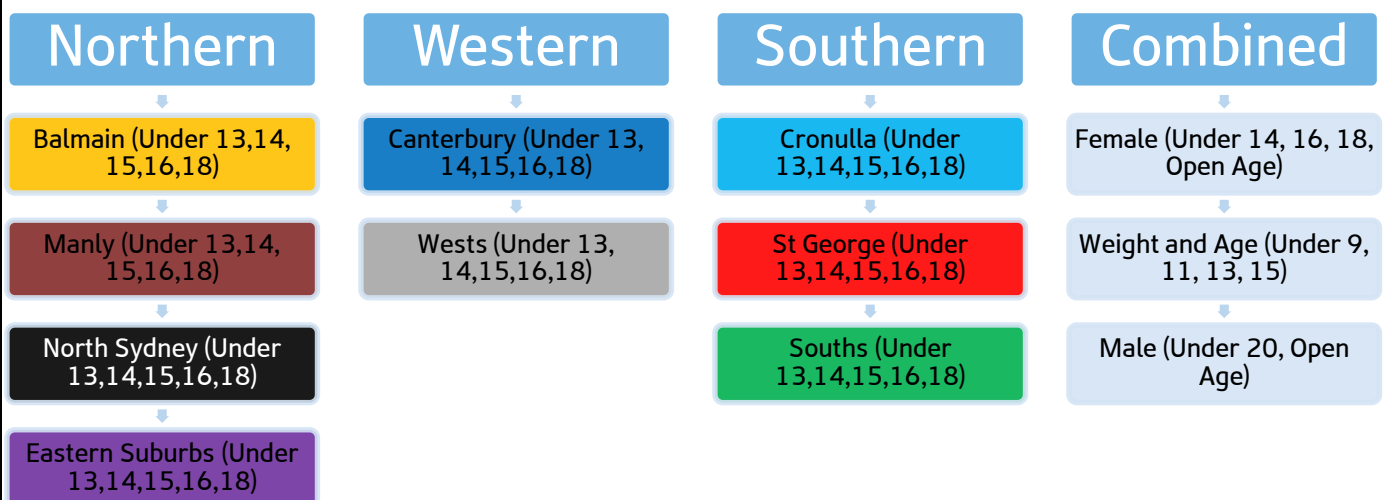 Northern
Balmain (Under 13,14,
15,16,18)
Manly (Under 13,14,
15,16,18)
North Sydney (Under
13,14,15,16,18)
Eastern Suburbs (Under
13,14,15,16,18)
Western
Canterbury (Under 13,
14,15,16,18)
Wests (Under 13,
14,15,16,18)
Southern
Cronulla (Under
13,14,15,16,18)
St George (Under
13,14,15,16,18)
Souths (Under
13,14,15,16,18)
Combined
Female (Under 14, 16, 18,
Open Age)
Weight and Age (Under 9,
11, 13, 15)
Male (Under 20, Open
Age)